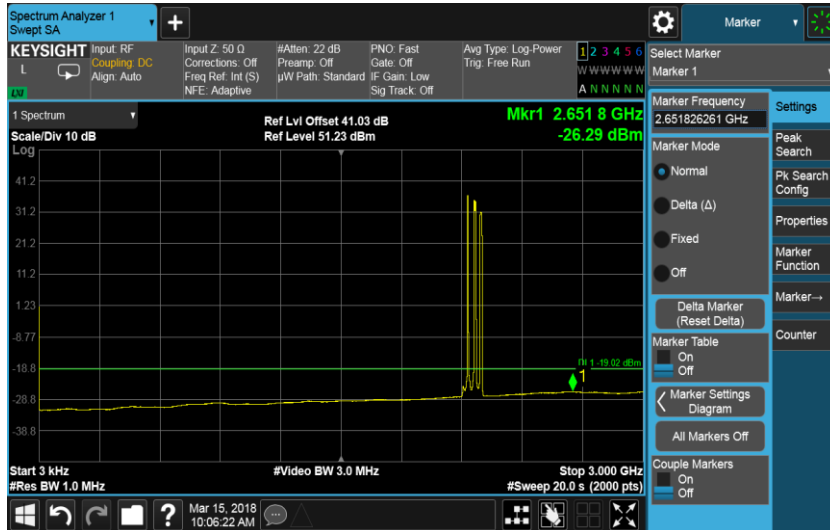 Spectrum Analyzer 1
Swept SA
Marker
KEYSIGHT
L
Input: RF
Coupling: DC
Align: Auto
Input Z: 50 Ω
Corrections: Off
Freq Ref: Int (S)
NFE: Adaptive
#Atten: 22 dB
Preamp: Off
µW Path: Standard
PNO: Fast
Gate: Off
IF Gain: Low
Sig Track: Off
Avg Type: Log-Power
Trig: Free Run
1 2 3 4 5 6
W W W W W W
A N N N N N
Select Marker
Marker 1
1 Spectrum
Scale/Div 10 dB
Log
Ref Lvl Offset 41.03 dB
Ref Level 51.23 dBm
Mkr1 2.651 8 GHz
-26.29 dBm
41.2
31.2
21.2
11.2
1.23
-8.77
-18.8
-28.8
-38.8
DL1 -19.02 dBm
1
Start 3 kHz
#Res BW 1.0 MHz
#Video BW 3.0 MHz
Stop 3.000 GHz
#Sweep 20.0 s (2000 pts)
Marker Frequency
2.651826261 GHz
Marker Mode
Normal
Delta (Δ)
Fixed
Off
Delta Marker
(Reset Delta)
Marker Table
On
Off
Marker Settings
Diagram
All Markers Off
Couple Markers
On
Off
Settings
Peak
Search
Pk Search
Config
Properties
Marker
Function
Marker→
Counter
?
Mar 15, 2018
10:06:22 AM